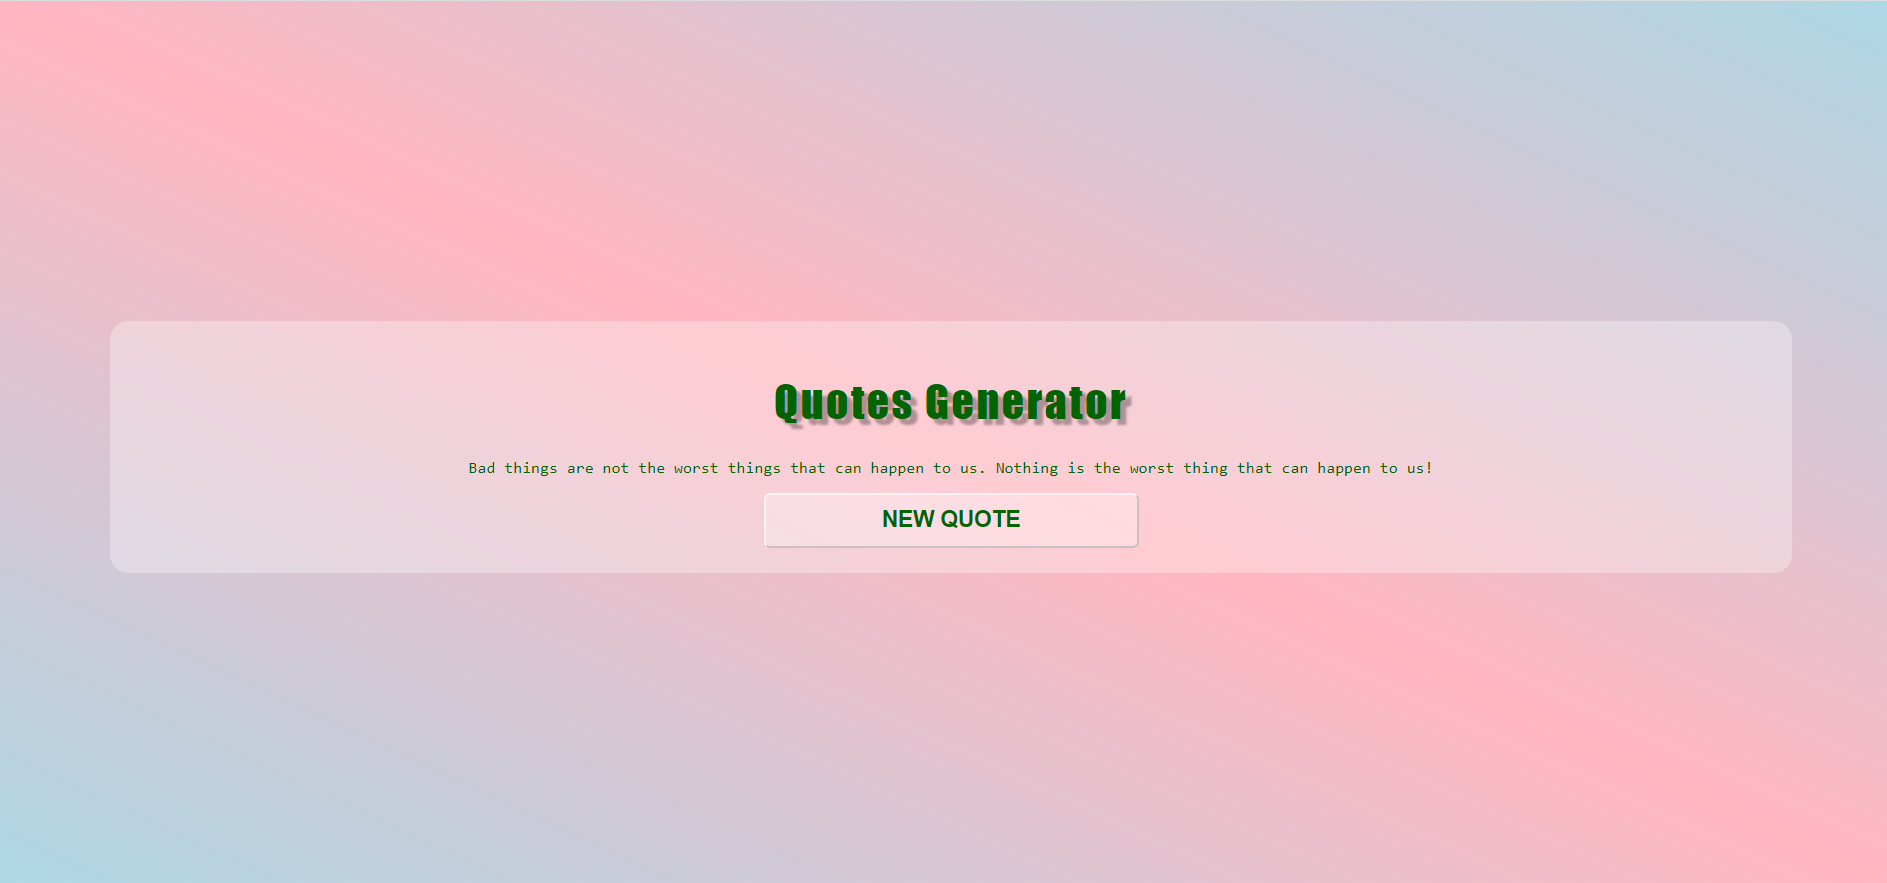 Quotes Generator
Bad things are not the worst things that can happen to us. Nothing is the worst thing that can happen to us!
NEW QUOTE